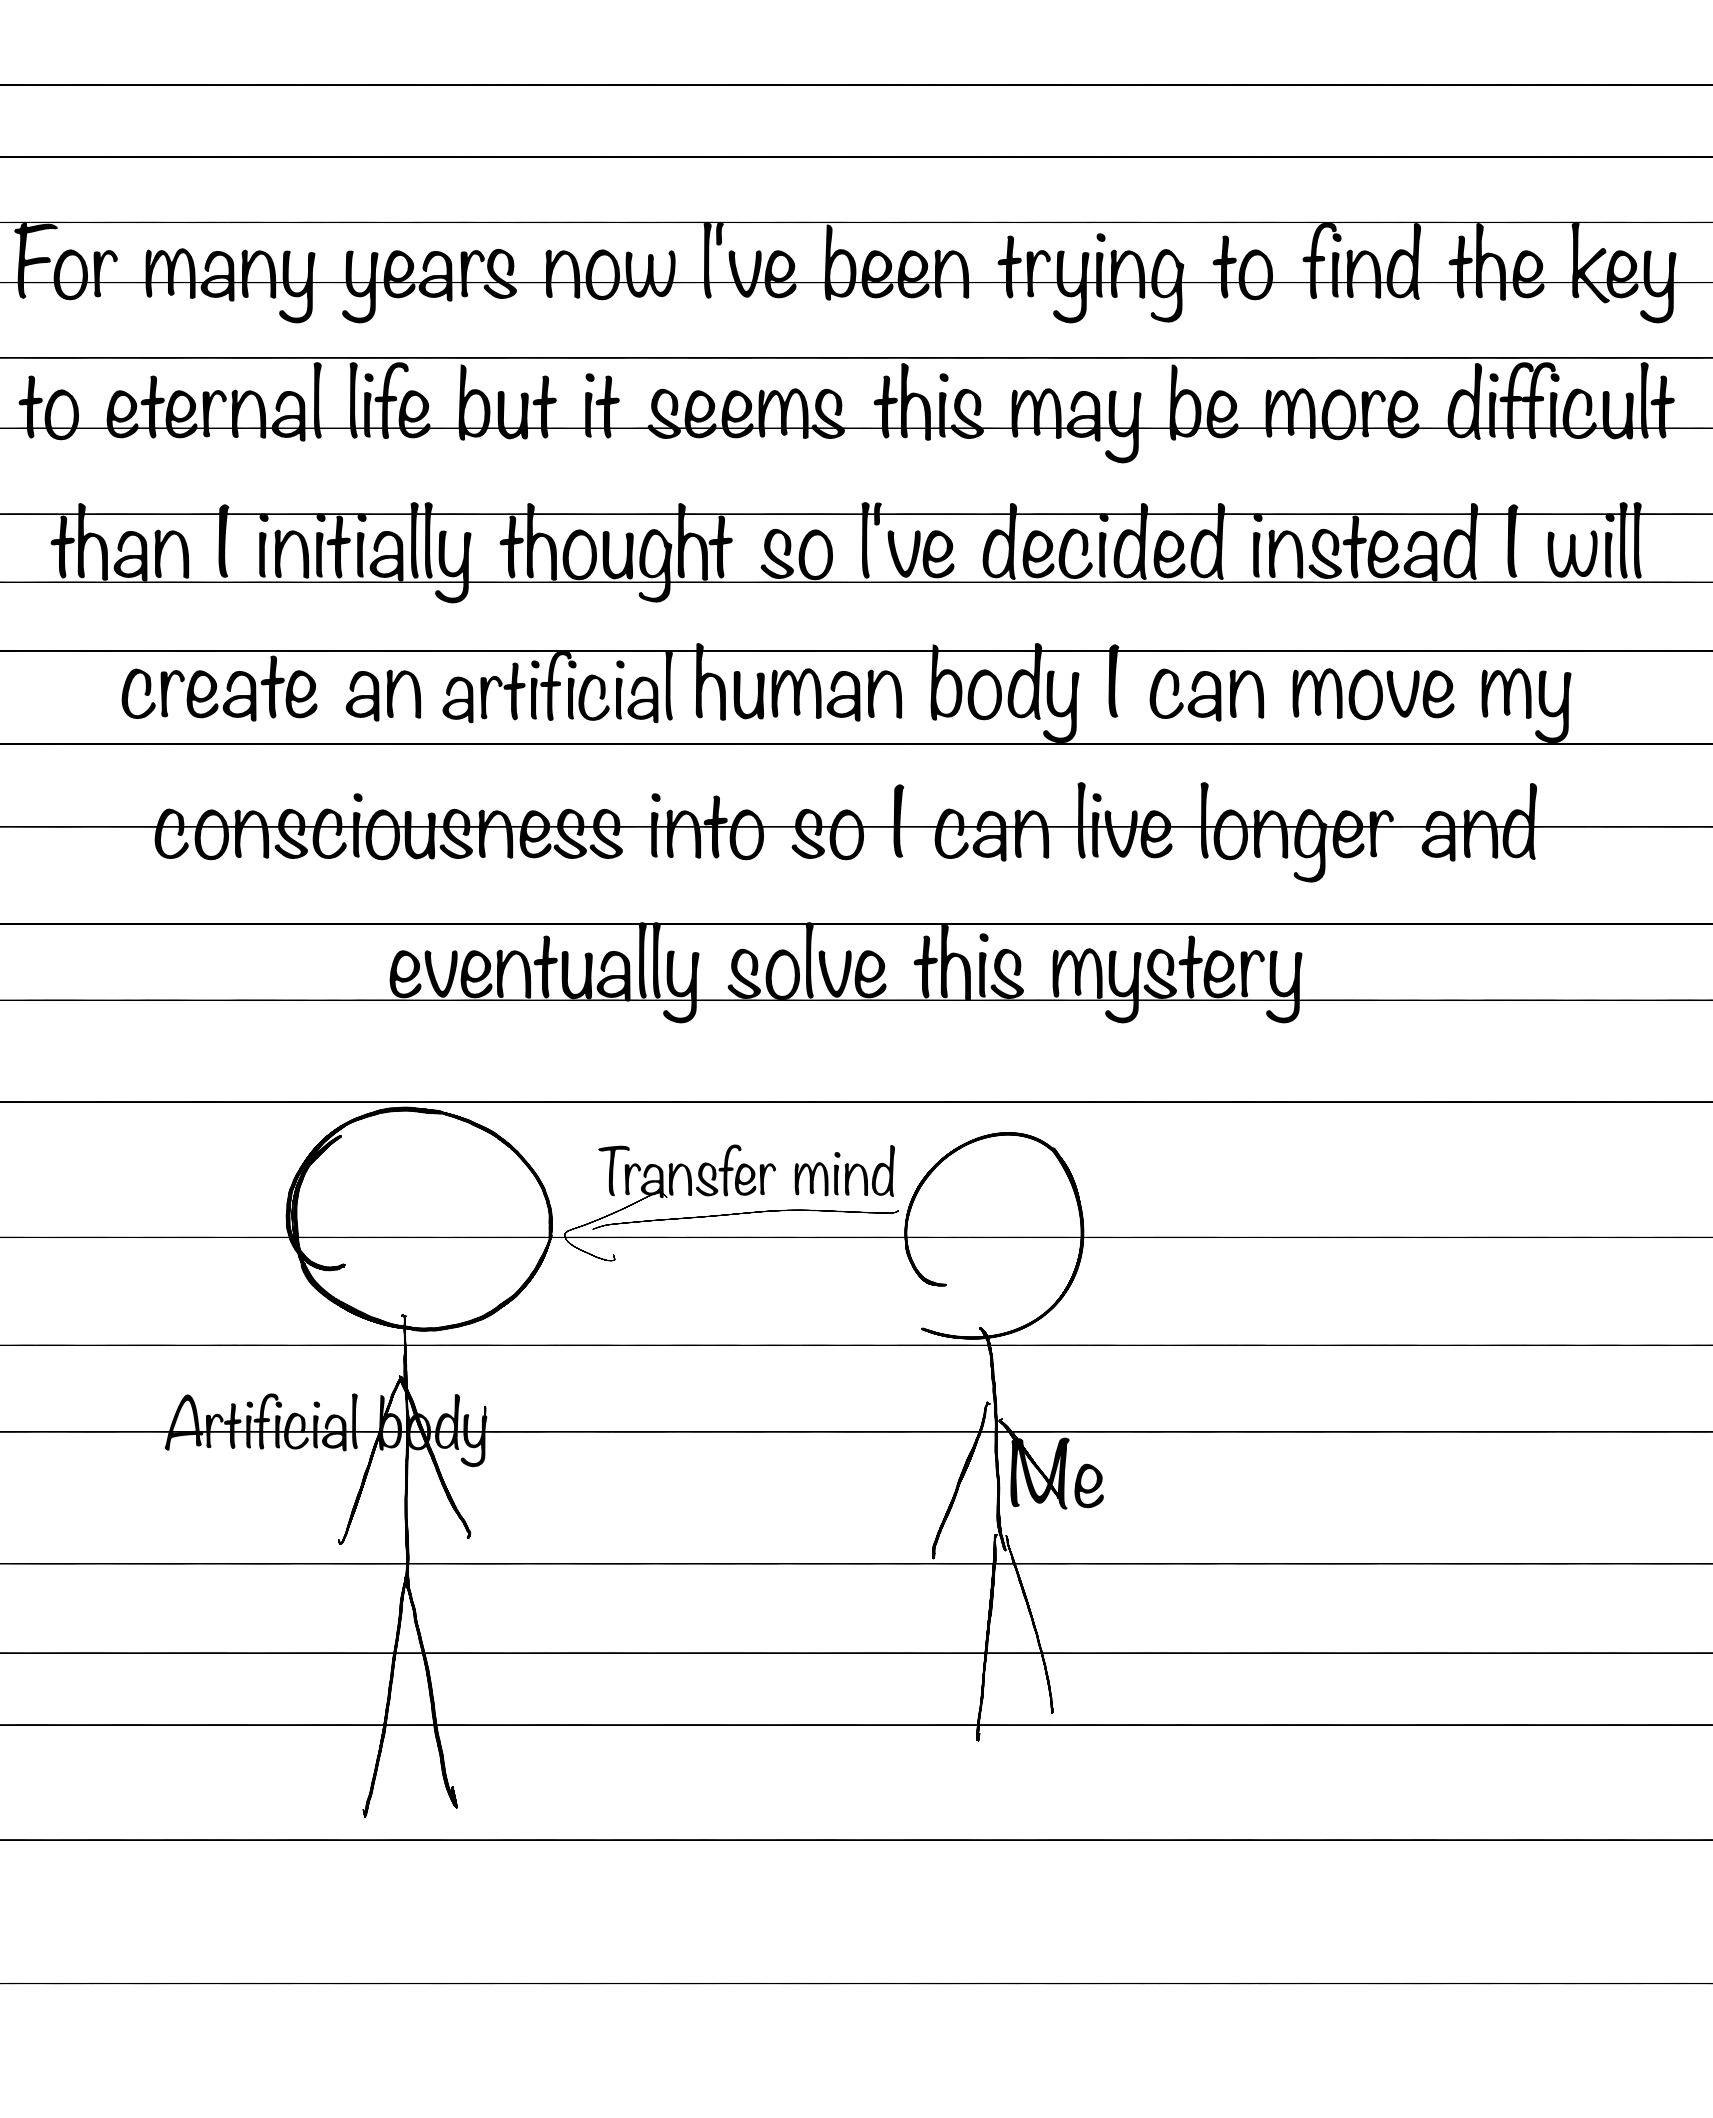 For many years now I've been trying to find the key
to eternal life but it seems this may be more difficult
than I initially thought so I've decided instead I will
create an artificial human body I can move my
consciousness into so I can live longer and
eventually solve this mystery
Transfer mind
Artificial body
Me